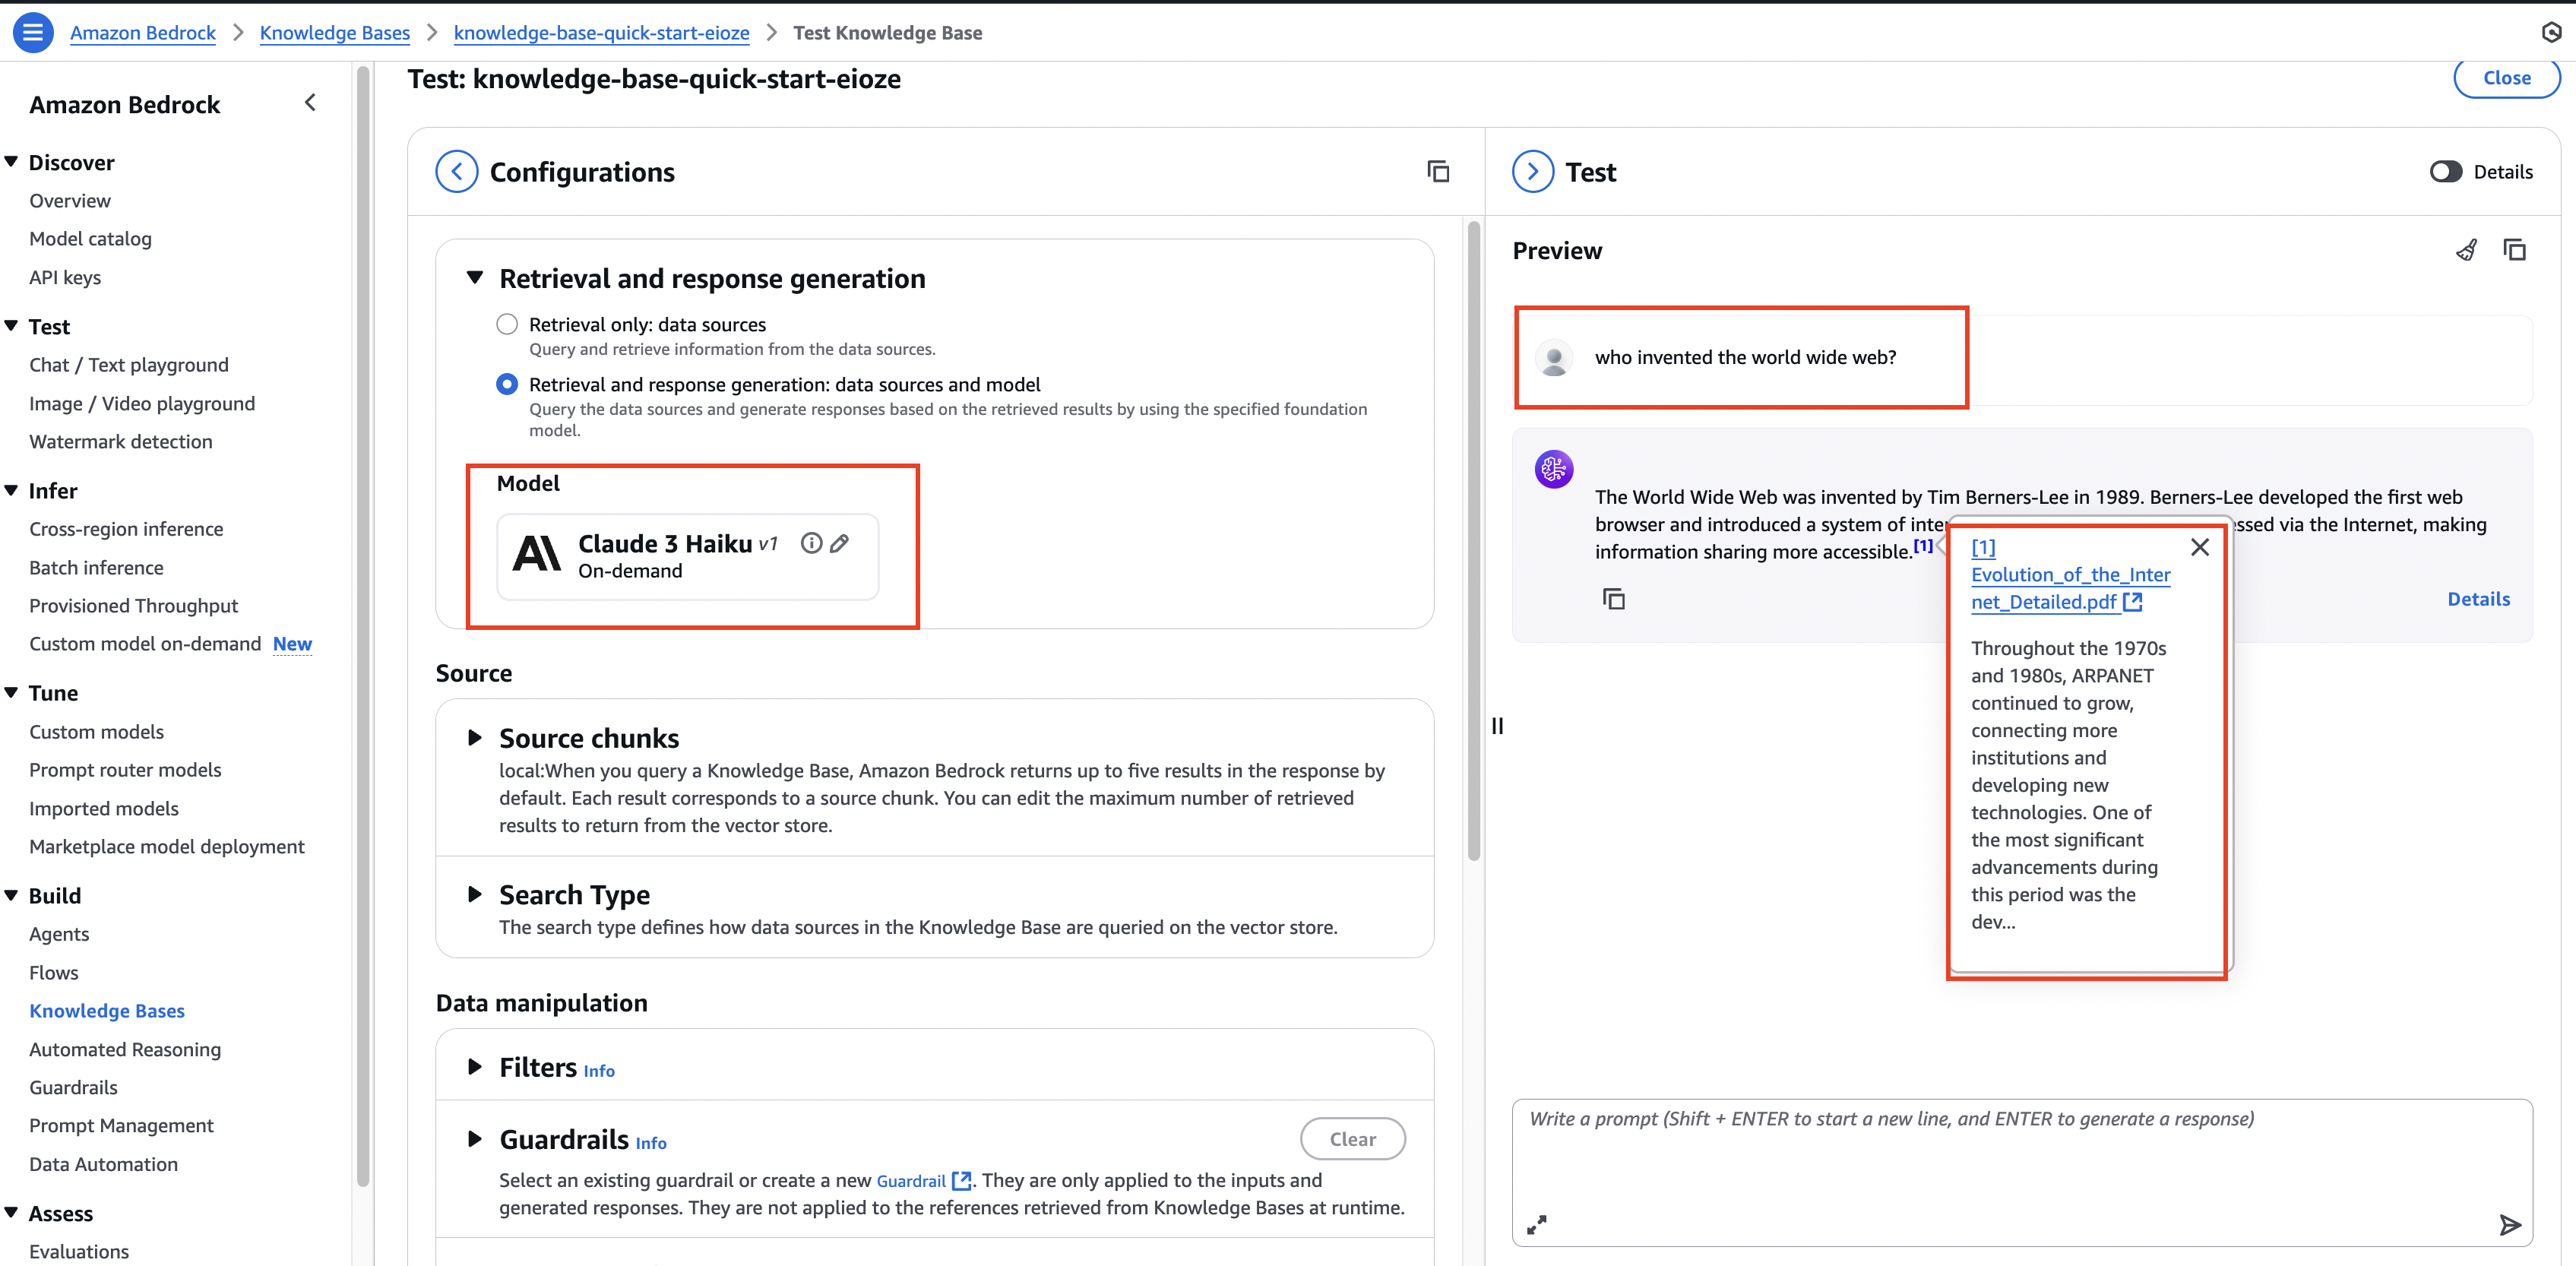 Amazon Bedrock
Knowledge Bases
knowledge-base-quick-start-eioze
Test Knowledge Base
Amazon Bedrock
Discover
Overview
Model catalog
API keys
Test
Chat / Text playground
Image / Video playground
Watermark detection
Infer
Cross-region inference
Batch inference
Provisioned Throughput
Custom model on-demand New
Tune
Custom models
Prompt router models
Imported models
Marketplace model deployment
Build
Agents
Flows
Knowledge Bases
Automated Reasoning
Guardrails
Prompt Management
Data Automation
Assess
Evaluations
Test: knowledge-base-quick-start-eioze
Close
Configurations
Retrieval and response generation
Retrieval only: data sources
Query and retrieve information from the data sources.
Retrieval and response generation: data sources and model
Query the data sources and generate responses based on the retrieved results by using the specified foundation
model.
Model
Claude 3 Haiku v1
On-demand
Source
Source chunks
local:When you query a Knowledge Base, Amazon Bedrock returns up to five results in the response by
default. Each result corresponds to a source chunk. You can edit the maximum number of retrieved
results to return from the vector store.
Search Type
The search type defines how data sources in the Knowledge Base are queried on the vector store.
Data manipulation
Filters Info
Guardrails Info
Clear
Select an existing guardrail or create a new Guardrail. They are only applied to the inputs and
generated responses. They are not applied to the references retrieved from Knowledge Bases at runtime.
Test
Details
Preview
who invented the world wide web?
The World Wide Web was invented by Tim Berners-Lee in 1989. Berners-Lee developed the first web
browser and introduced a system of inte essed via the Internet, making
information sharing more accessible.[1]
Details
[1]
Evolution_of_the_Inter
net_Detailed.pdf
Throughout the 1970s
and 1980s, ARPANET
continued to grow,
connecting more
institutions and
developing new
technologies. One of
the most significant
advancements during
this period was the
dev...
Write a prompt (Shift + ENTER to start a new line, and ENTER to generate a response)